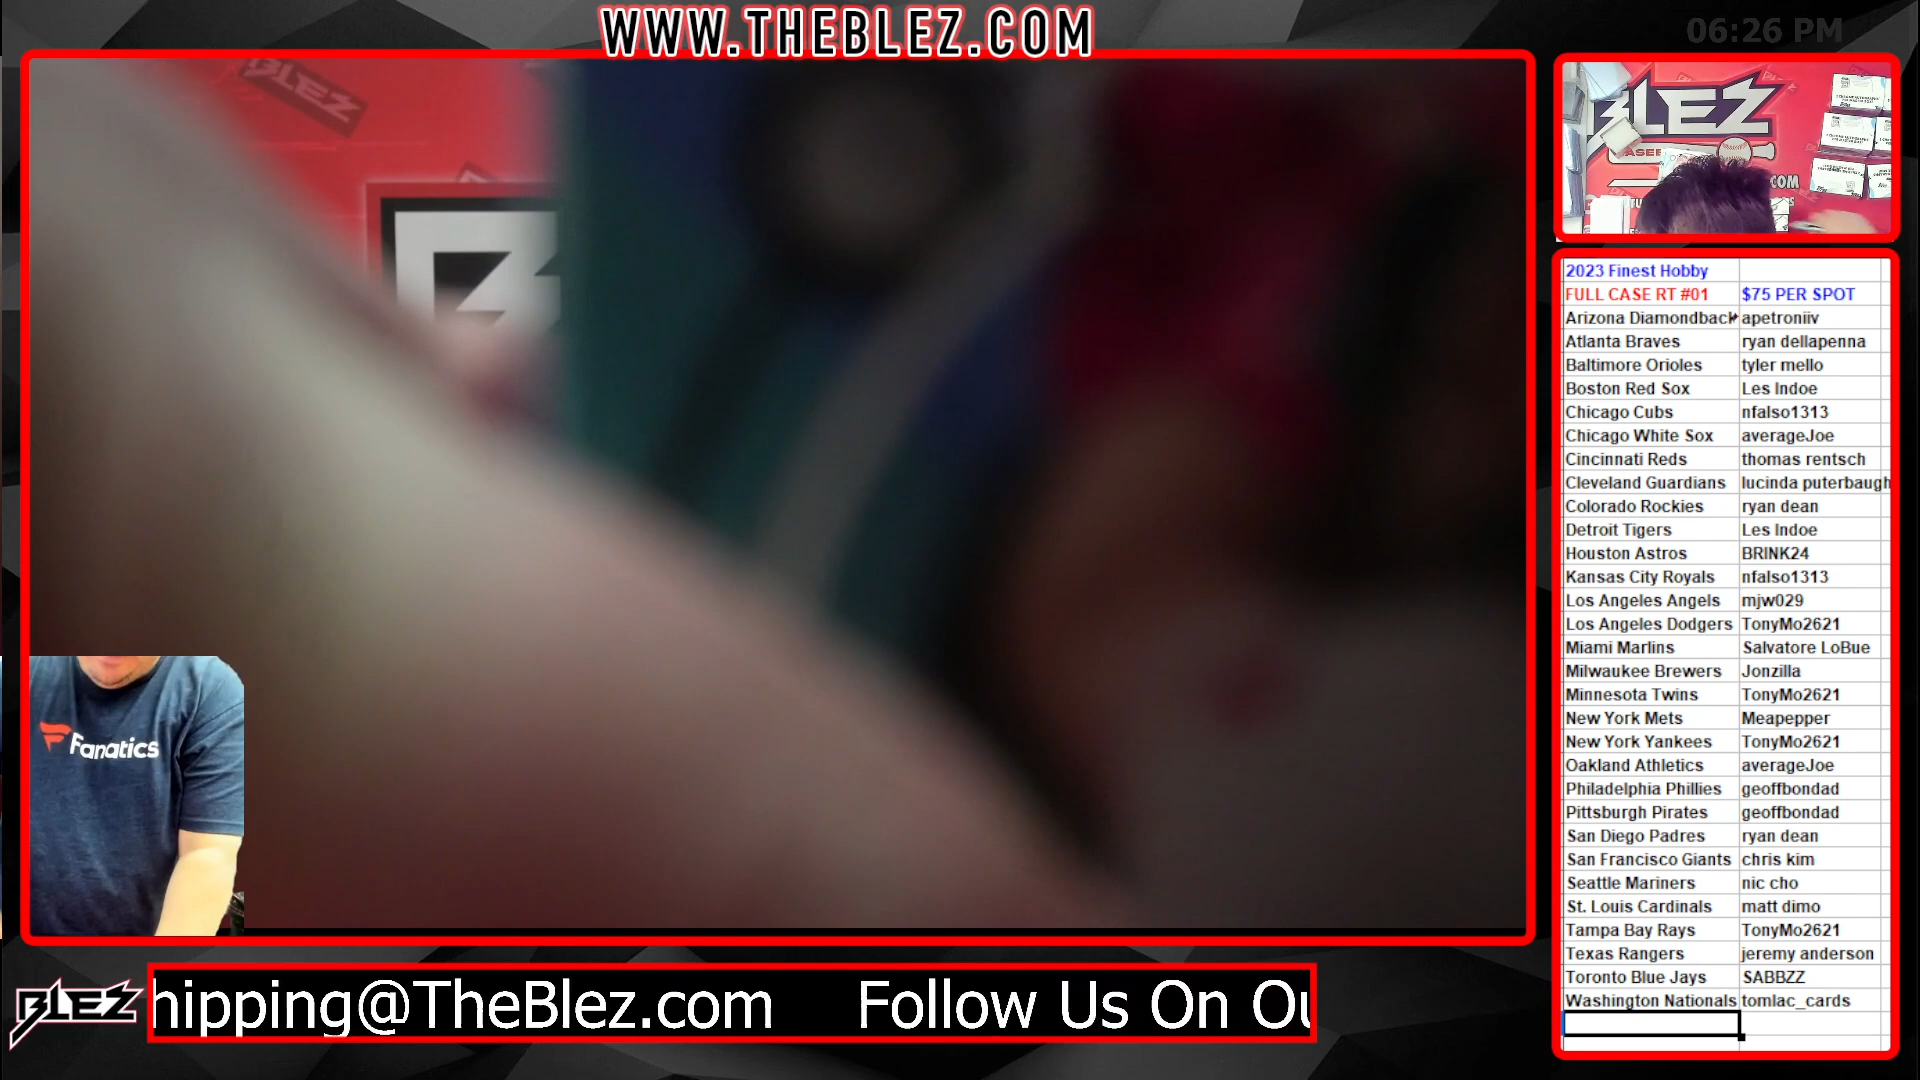 WWW.THEBLEZ.COM
06:26 PM
BLEZ
BLEZ
COM
Fanatics
2023 Finest Hobby
FULL CASE RT #01 $75 PER SPOT
Arizona Diamondback apetroniiv
Atlanta Braves ryan dellapenna
Baltimore Orioles tyler mello
Boston Red Sox Les Indoe
Chicago Cubs nfalso1313
Chicago White Sox averageJoe
Cincinnati Reds thomas rentsch
Cleveland Guardians lucinda puterbaugh
Colorado Rockies ryan dean
Detroit Tigers Les Indoe
Houston Astros BRINK24
Kansas City Royals nfalso1313
Los Angeles Angels mjw029
Los Angeles Dodgers TonyMo2621
Miami Marlins Salvatore LoBue
Milwaukee Brewers Jonzilla
Minnesota Twins TonyMo2621
New York Mets Meapepper
New York Yankees TonyMo2621
Oakland Athletics averageJoe
Philadelphia Phillies geoffbondad
Pittsburgh Pirates geoffbondad
San Diego Padres ryan dean
San Francisco Giants chris kim
Seattle Mariners nic cho
St. Louis Cardinals matt dimo
Tampa Bay Rays TonyMo2621
Texas Rangers jeremy anderson
Toronto Blue Jays SABBZZ
Washington Nationals tomlac_cards
BLEZ
hipping@TheBlez.com Follow Us On Ou